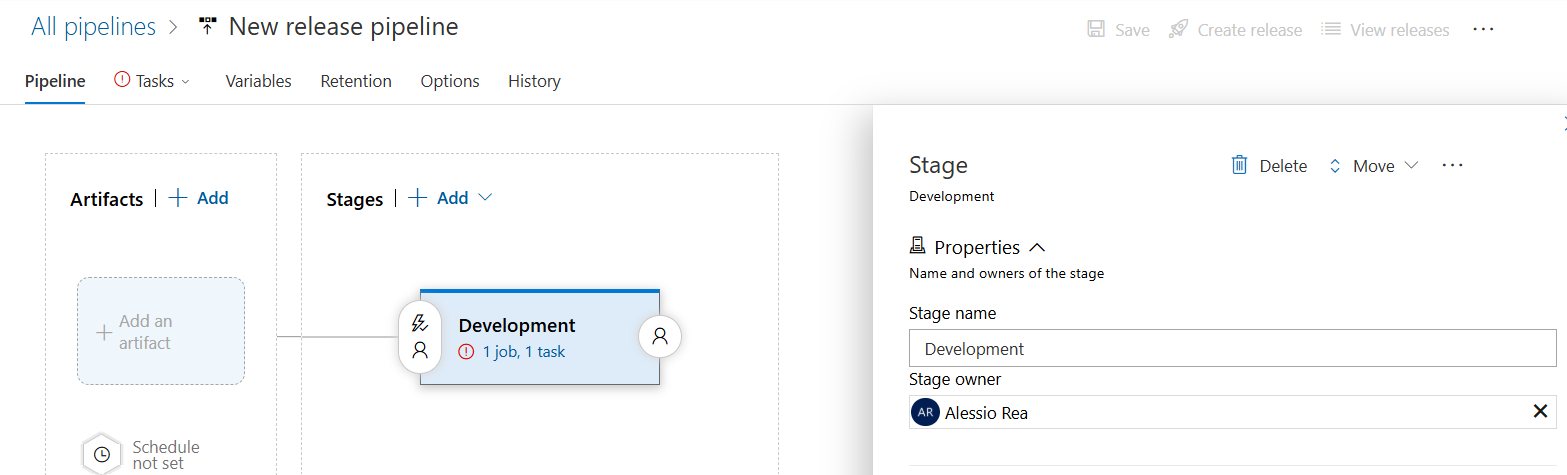 All pipelines > New release pipeline
Save Create release View releases ...
Pipeline Tasks Variables Retention Options History
Artifacts | + Add
Stages | + Add
+ Add an
artifact
Development
1 job, 1 task
Schedule
not set
Stage
Delete Move ...
Development
Properties
Name and owners of the stage
Stage name
Development
Stage owner
AR Alessio Rea